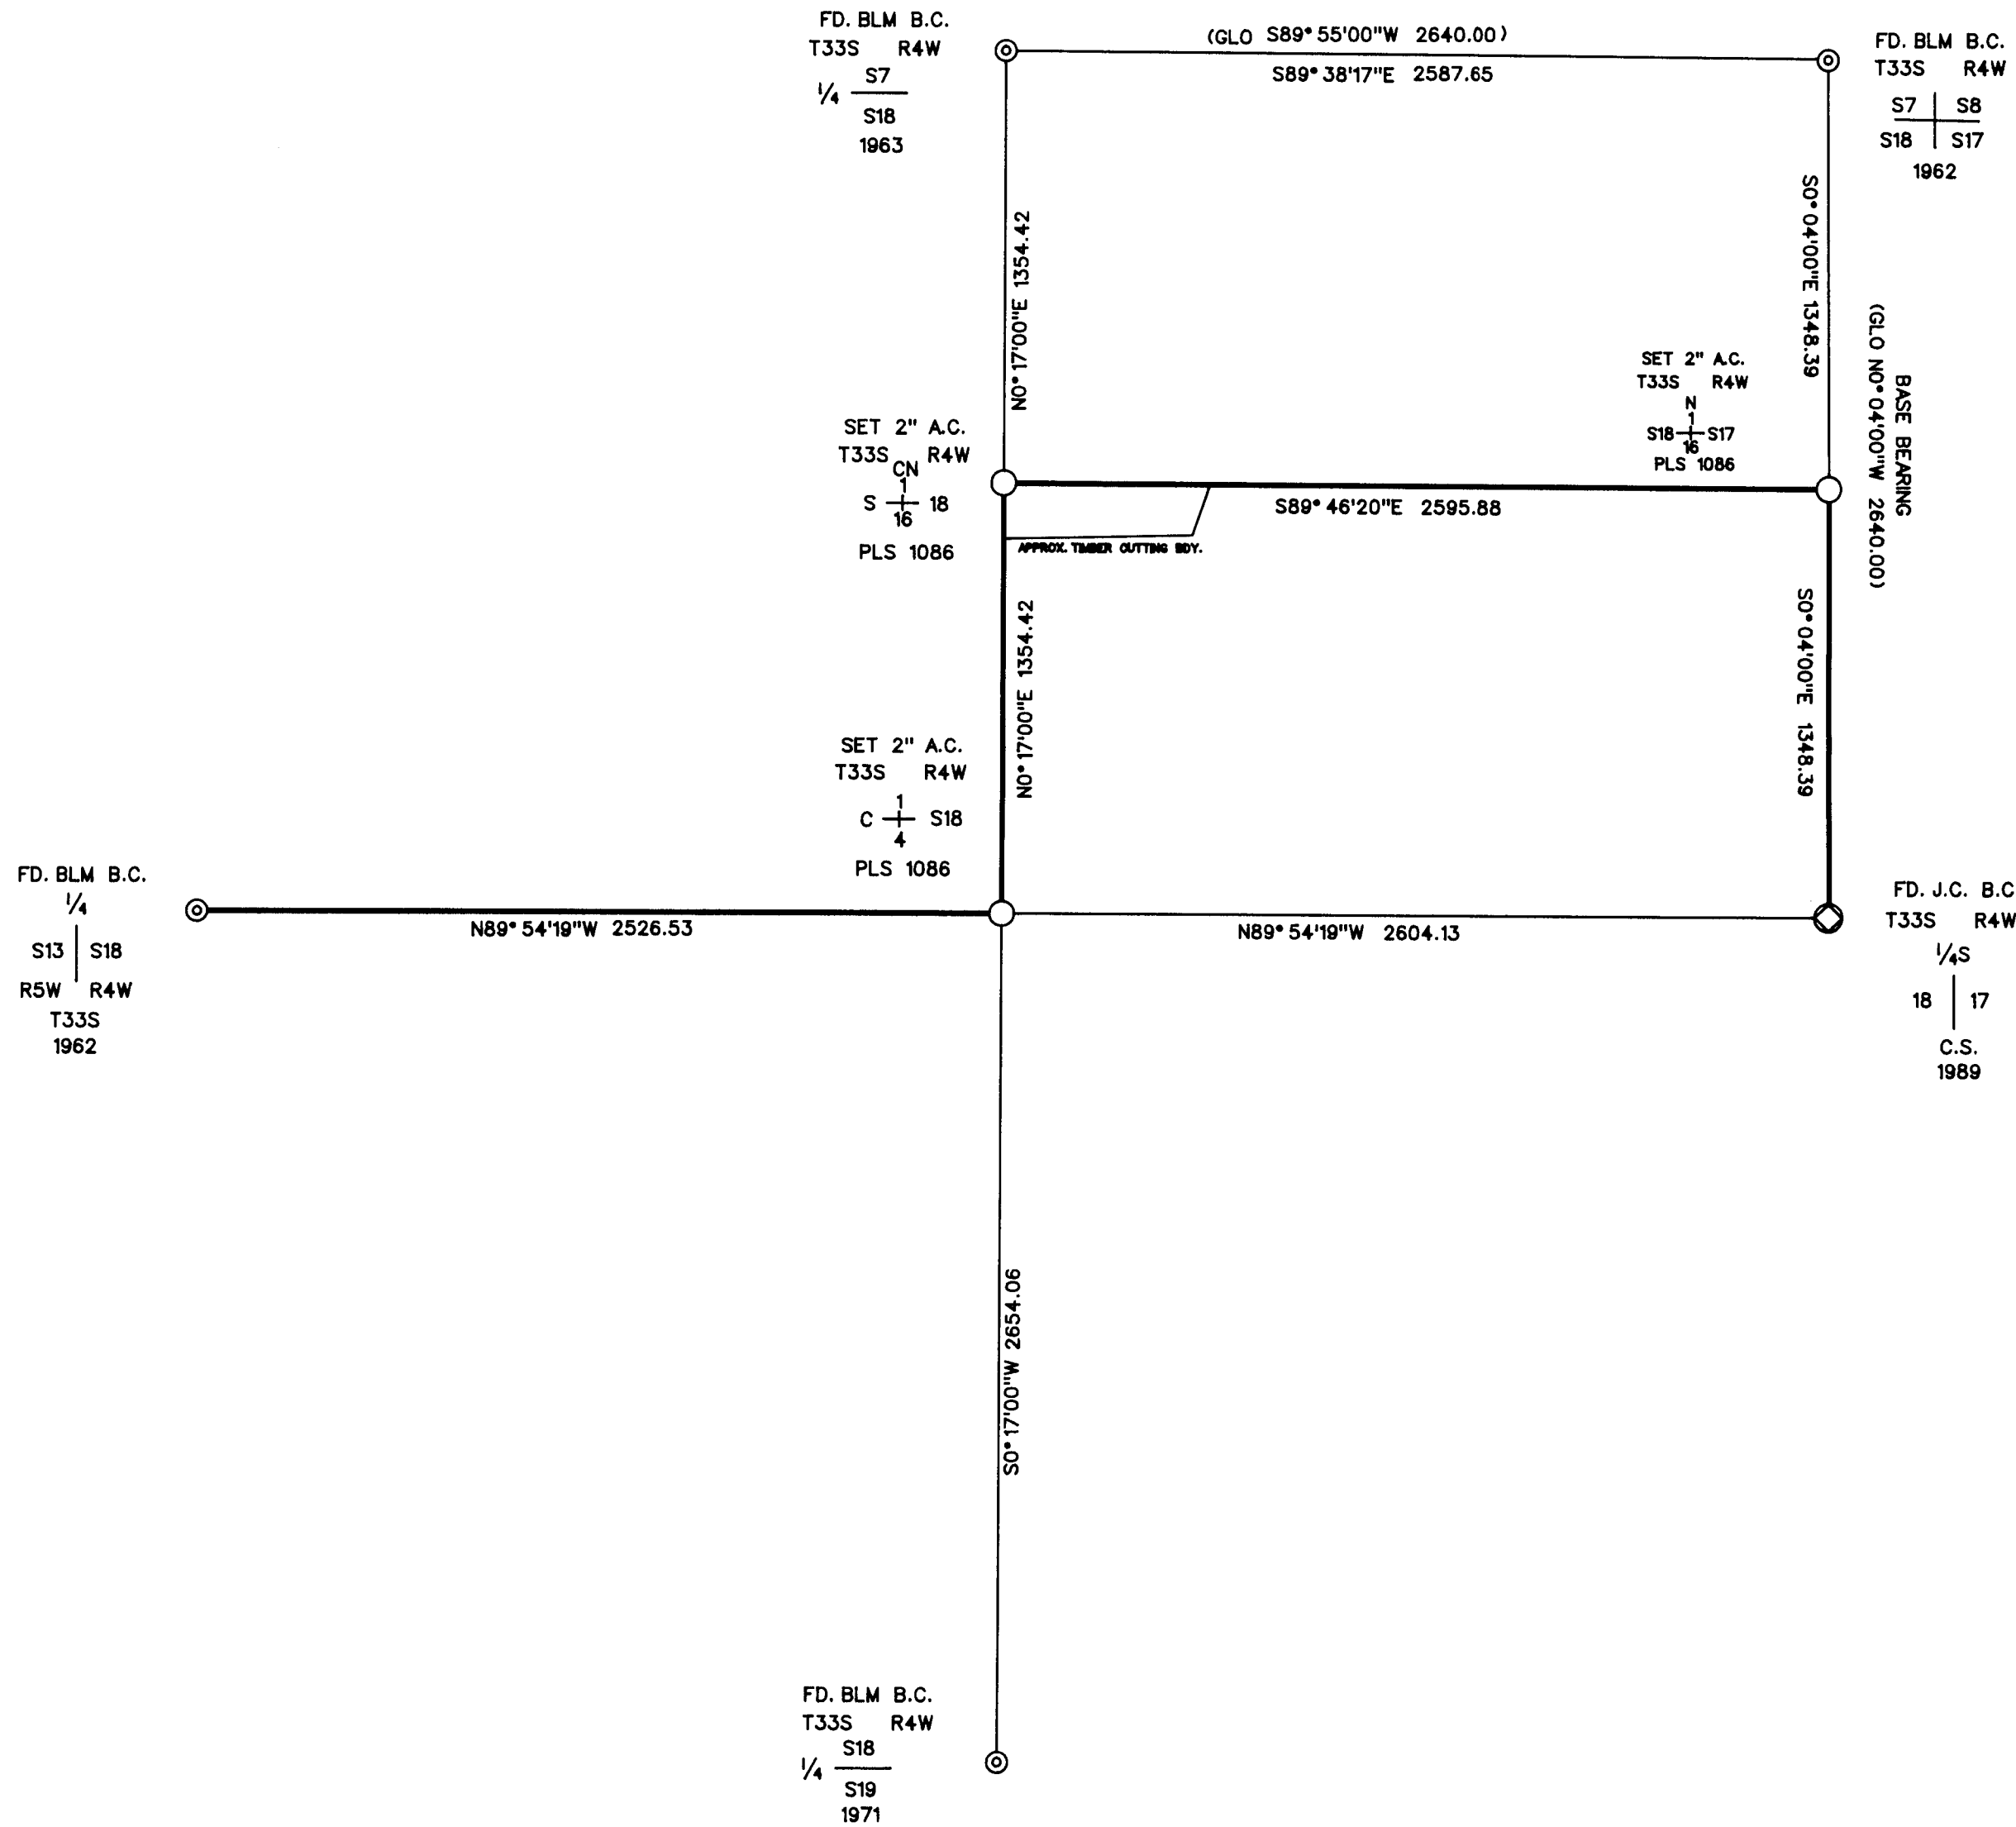 FD. BLM B.C.
T33S R4W
1/4 S7
S18
1963
(GLO S89°55'00"W 2640.00)
S89°38'17"E 2587.65
FD. BLM B.C.
T33S R4W
S7 S8
S18 S17
1962
N0°17'00"E 1354.42
S0°04'00"E 1348.39
BASE BEARING
(GLO N0°04'00"W 2640.00)
SET 2" A.C.
T33S R4W
N
1
S18 S17
16
PLS 1086
SET 2" A.C.
T33S R4W
CN
1
S 18
16
PLS 1086
S89°46'20"E 2595.88
APPROX. TIMBER CUTTING BDY.
N0°17'00"E 1354.42
S0°04'00"E 1348.39
SET 2" A.C.
T33S R4W
1
C S18
4
PLS 1086
FD. BLM B.C.
1/4
S13 S18
R5W R4W
T33S
1962
N89°54'19"W 2526.53
N89°54'19"W 2604.13
FD. J.C. B.C
T33S R4W
1/4S
18 17
C.S.
1989
S0°17'00"W 2654.06
FD. BLM B.C.
T33S R4W
1/4 S18
S19
1971